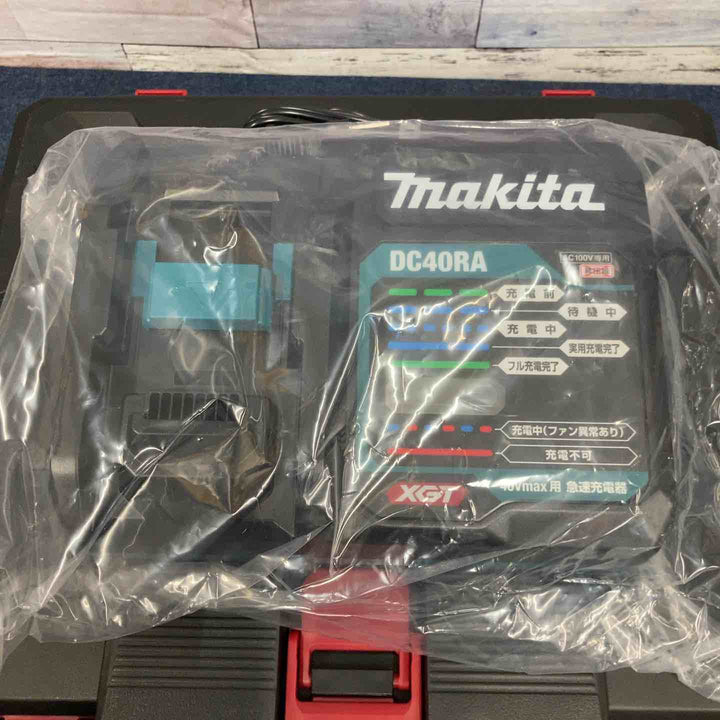 makita
DC40RA
AC100V専用
充電前
待機中
充電中
実用充電完了
フル充電完了
充電中(ファン異常あり)
充電不可
XGT
40Vmax用 急速充電器